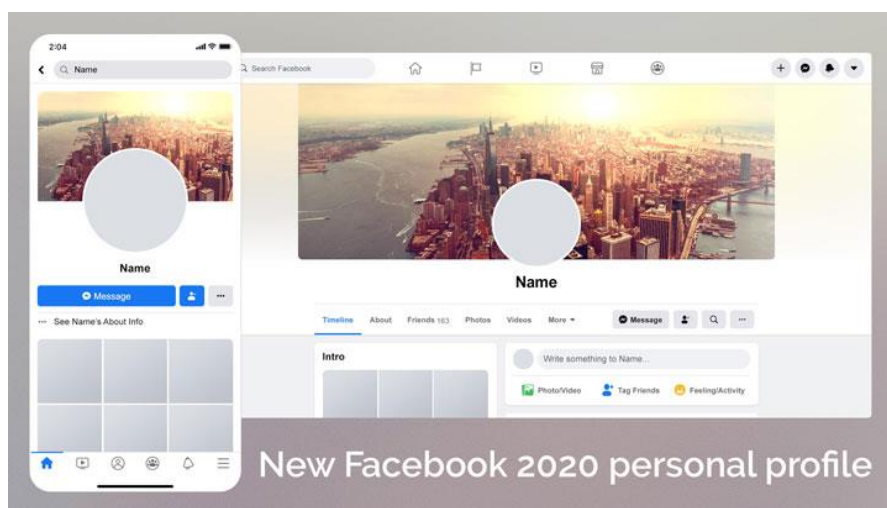 2:04
Name
Name
Message
See Name's About Info
Search Facebook
Name
Timeline About Friends 163 Photos Videos More Message
Intro
Write something to Name...
Photo/Video Tag Friends Feeling/Activity
New Facebook 2020 personal profile